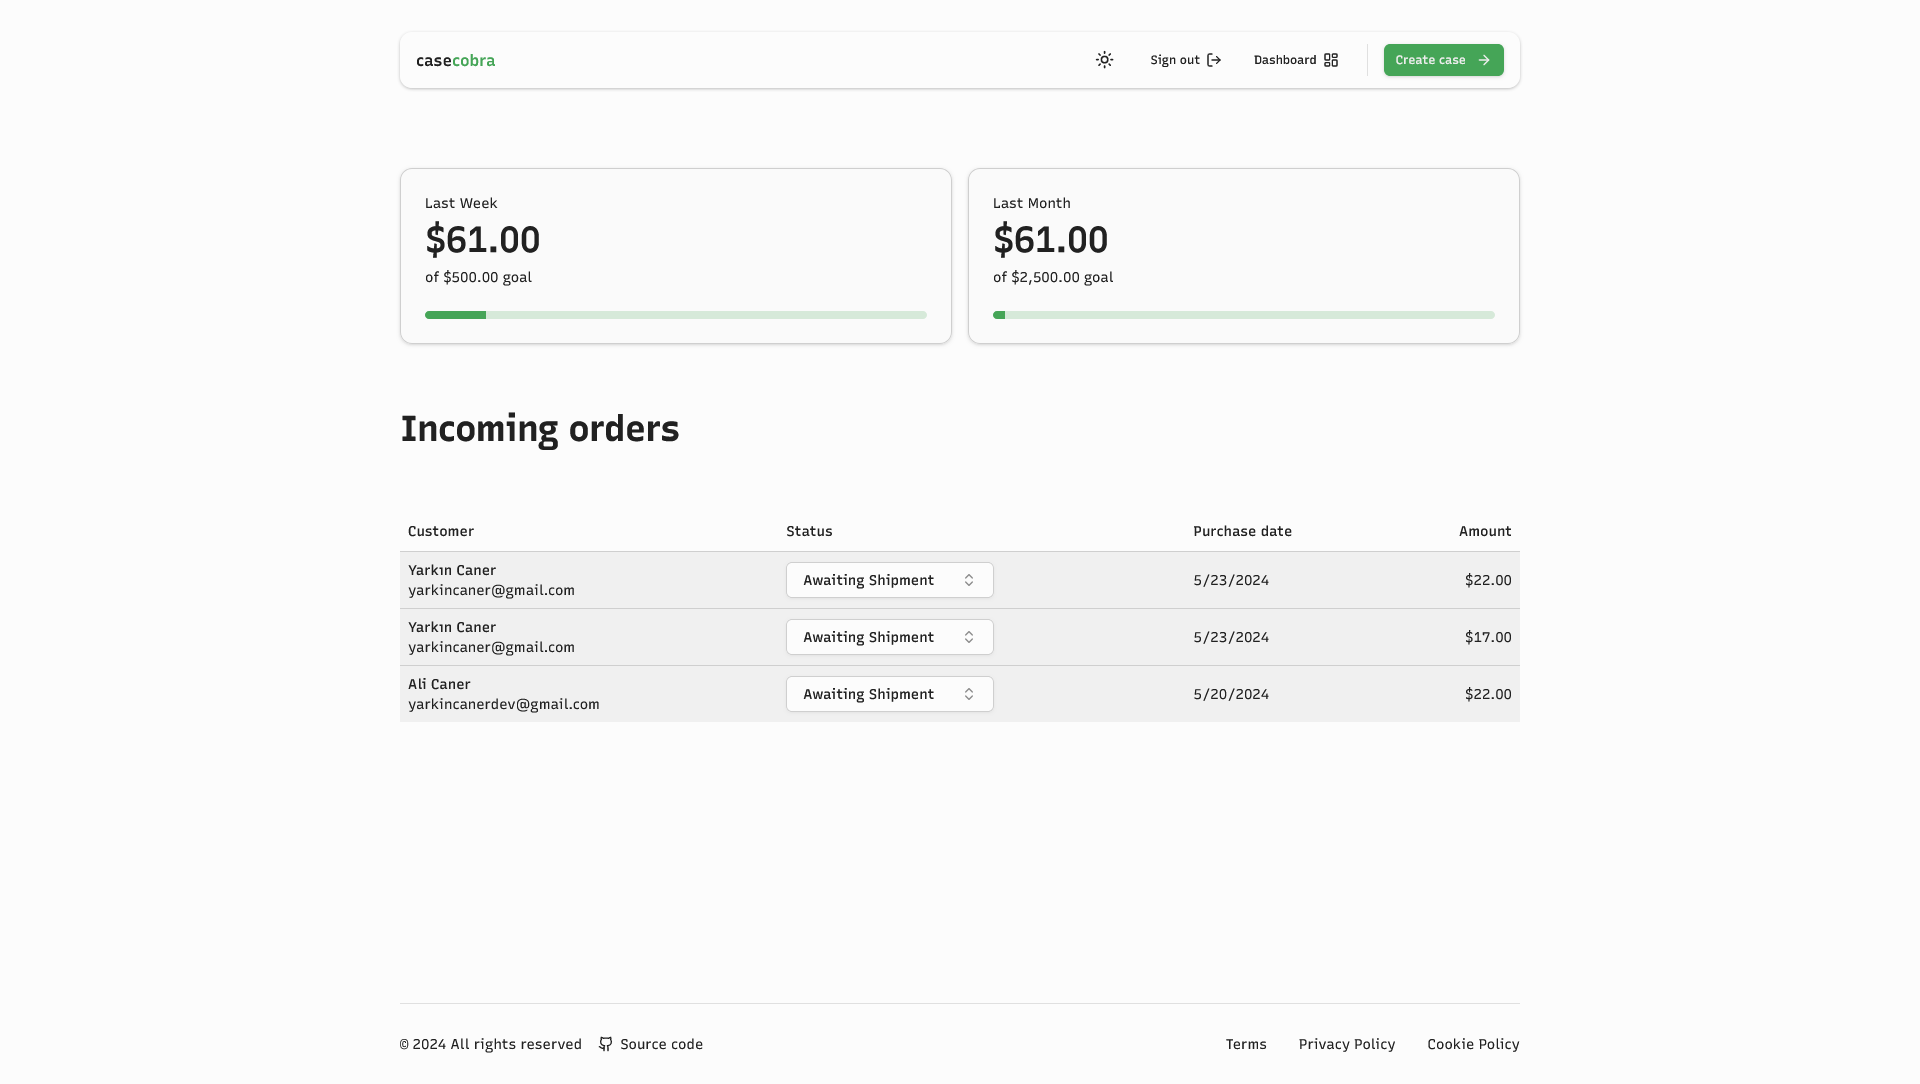 casecobra
Sign out
Dashboard
Create case
Last Week
$61.00
of $500.00 goal
Last Month
$61.00
of $2,500.00 goal
Incoming orders
Customer Status Purchase date Amount
Yarkın Caner
yarkincaner@gmail.com
Awaiting Shipment 5/23/2024 $22.00
Yarkın Caner
yarkincaner@gmail.com
Awaiting Shipment 5/23/2024 $17.00
Ali Caner
yarkincanerdev@gmail.com
Awaiting Shipment 5/20/2024 $22.00
© 2024 All rights reserved Source code Terms Privacy Policy Cookie Policy